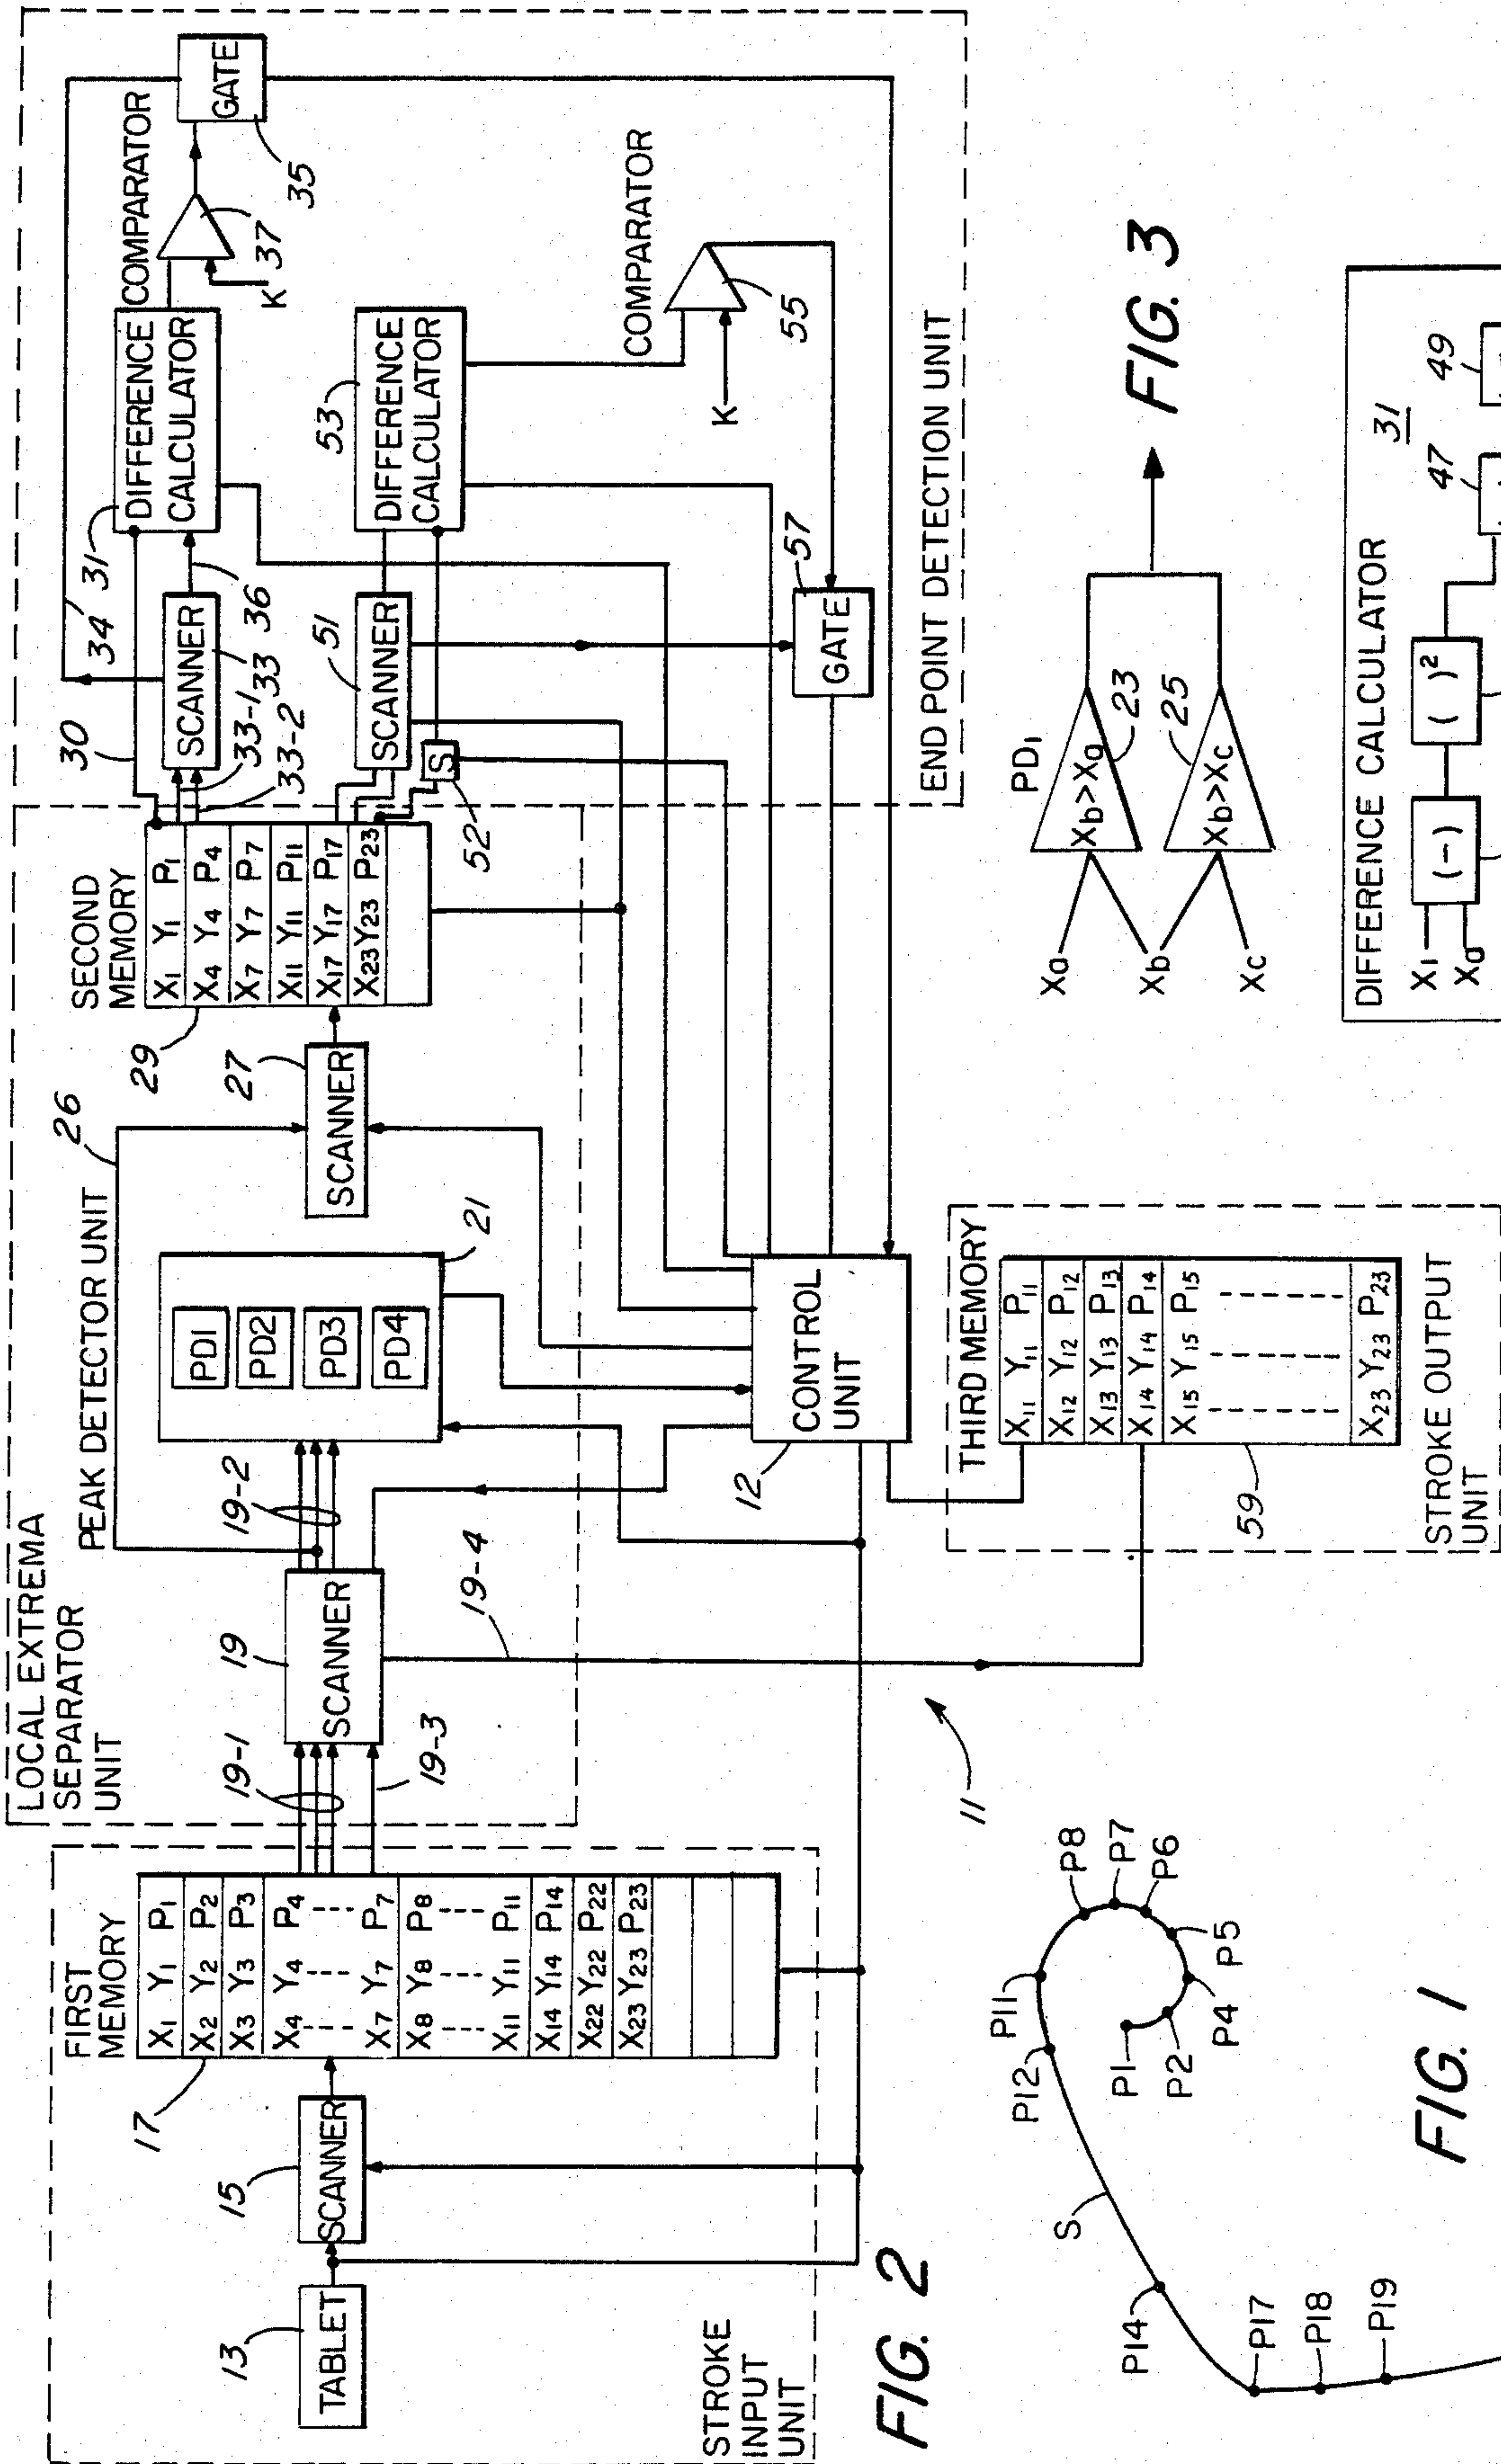 LOCAL EXTREMA
SEPARATOR
UNIT
FIRST
MEMORY
X1 Y1 P1
X2 Y2 P2
X3 Y3 P3
X4 Y4 P4
X7 Y7 P7
X8 Y8 P8
X11 Y11 P11
X14 Y14 P14
X22 Y22 P22
X23 Y23 P23
17
13
TABLET
15
SCANNER
STROKE
INPUT
UNIT
19-1
19-3
19
SCANNER
19-2
19-4
PEAK DETECTOR UNIT
26
PD1
PD2
PD3
PD4
21
27
SCANNER
SECOND
MEMORY
29
X1 Y1 P1
X4 Y4 P4
X7 Y7 P7
X11 Y11 P11
X17 Y17 P17
X23 Y23 P23
30
34
33-1
33-2
33
SCANNER
36
31
DIFFERENCE
CALCULATOR
COMPARATOR
K
37
GATE
35
51
SCANNER
S
52
53
DIFFERENCE
CALCULATOR
COMPARATOR
K
55
57
GATE
END POINT DETECTION UNIT
12
CONTROL
UNIT
THIRD MEMORY
X11 Y11 P11
X12 Y12 P12
X13 Y13 P13
X14 Y14 P14
X15 Y15 P15
X23 Y23 P23
59
STROKE OUTPUT
UNIT
11
FIG. 2
P1
P2
P4
P5
P6
P7
P8
P11
P12
S
P14
P17
P18
P19
FIG. 1
PD1
Xa
Xb
Xc
Xb>Xa
23
Xb>Xc
25
FIG. 3
DIFFERENCE CALCULATOR
31
X1
Xa
(-)
( )2
47
49